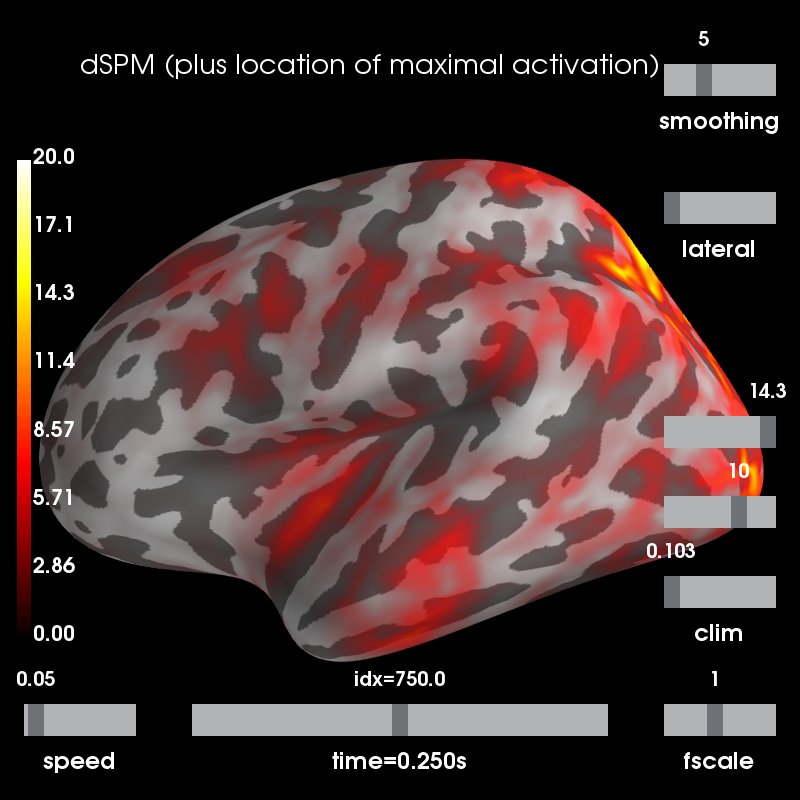 5
dSPM (plus location of maximal activation)
smoothing
20.0
17.1
lateral
14.3
11.4
14.3
8.57
10
5.71
0.103
2.86
0.00
clim
0.05
idx=750.0
1
speed
time=0.250s
fscale